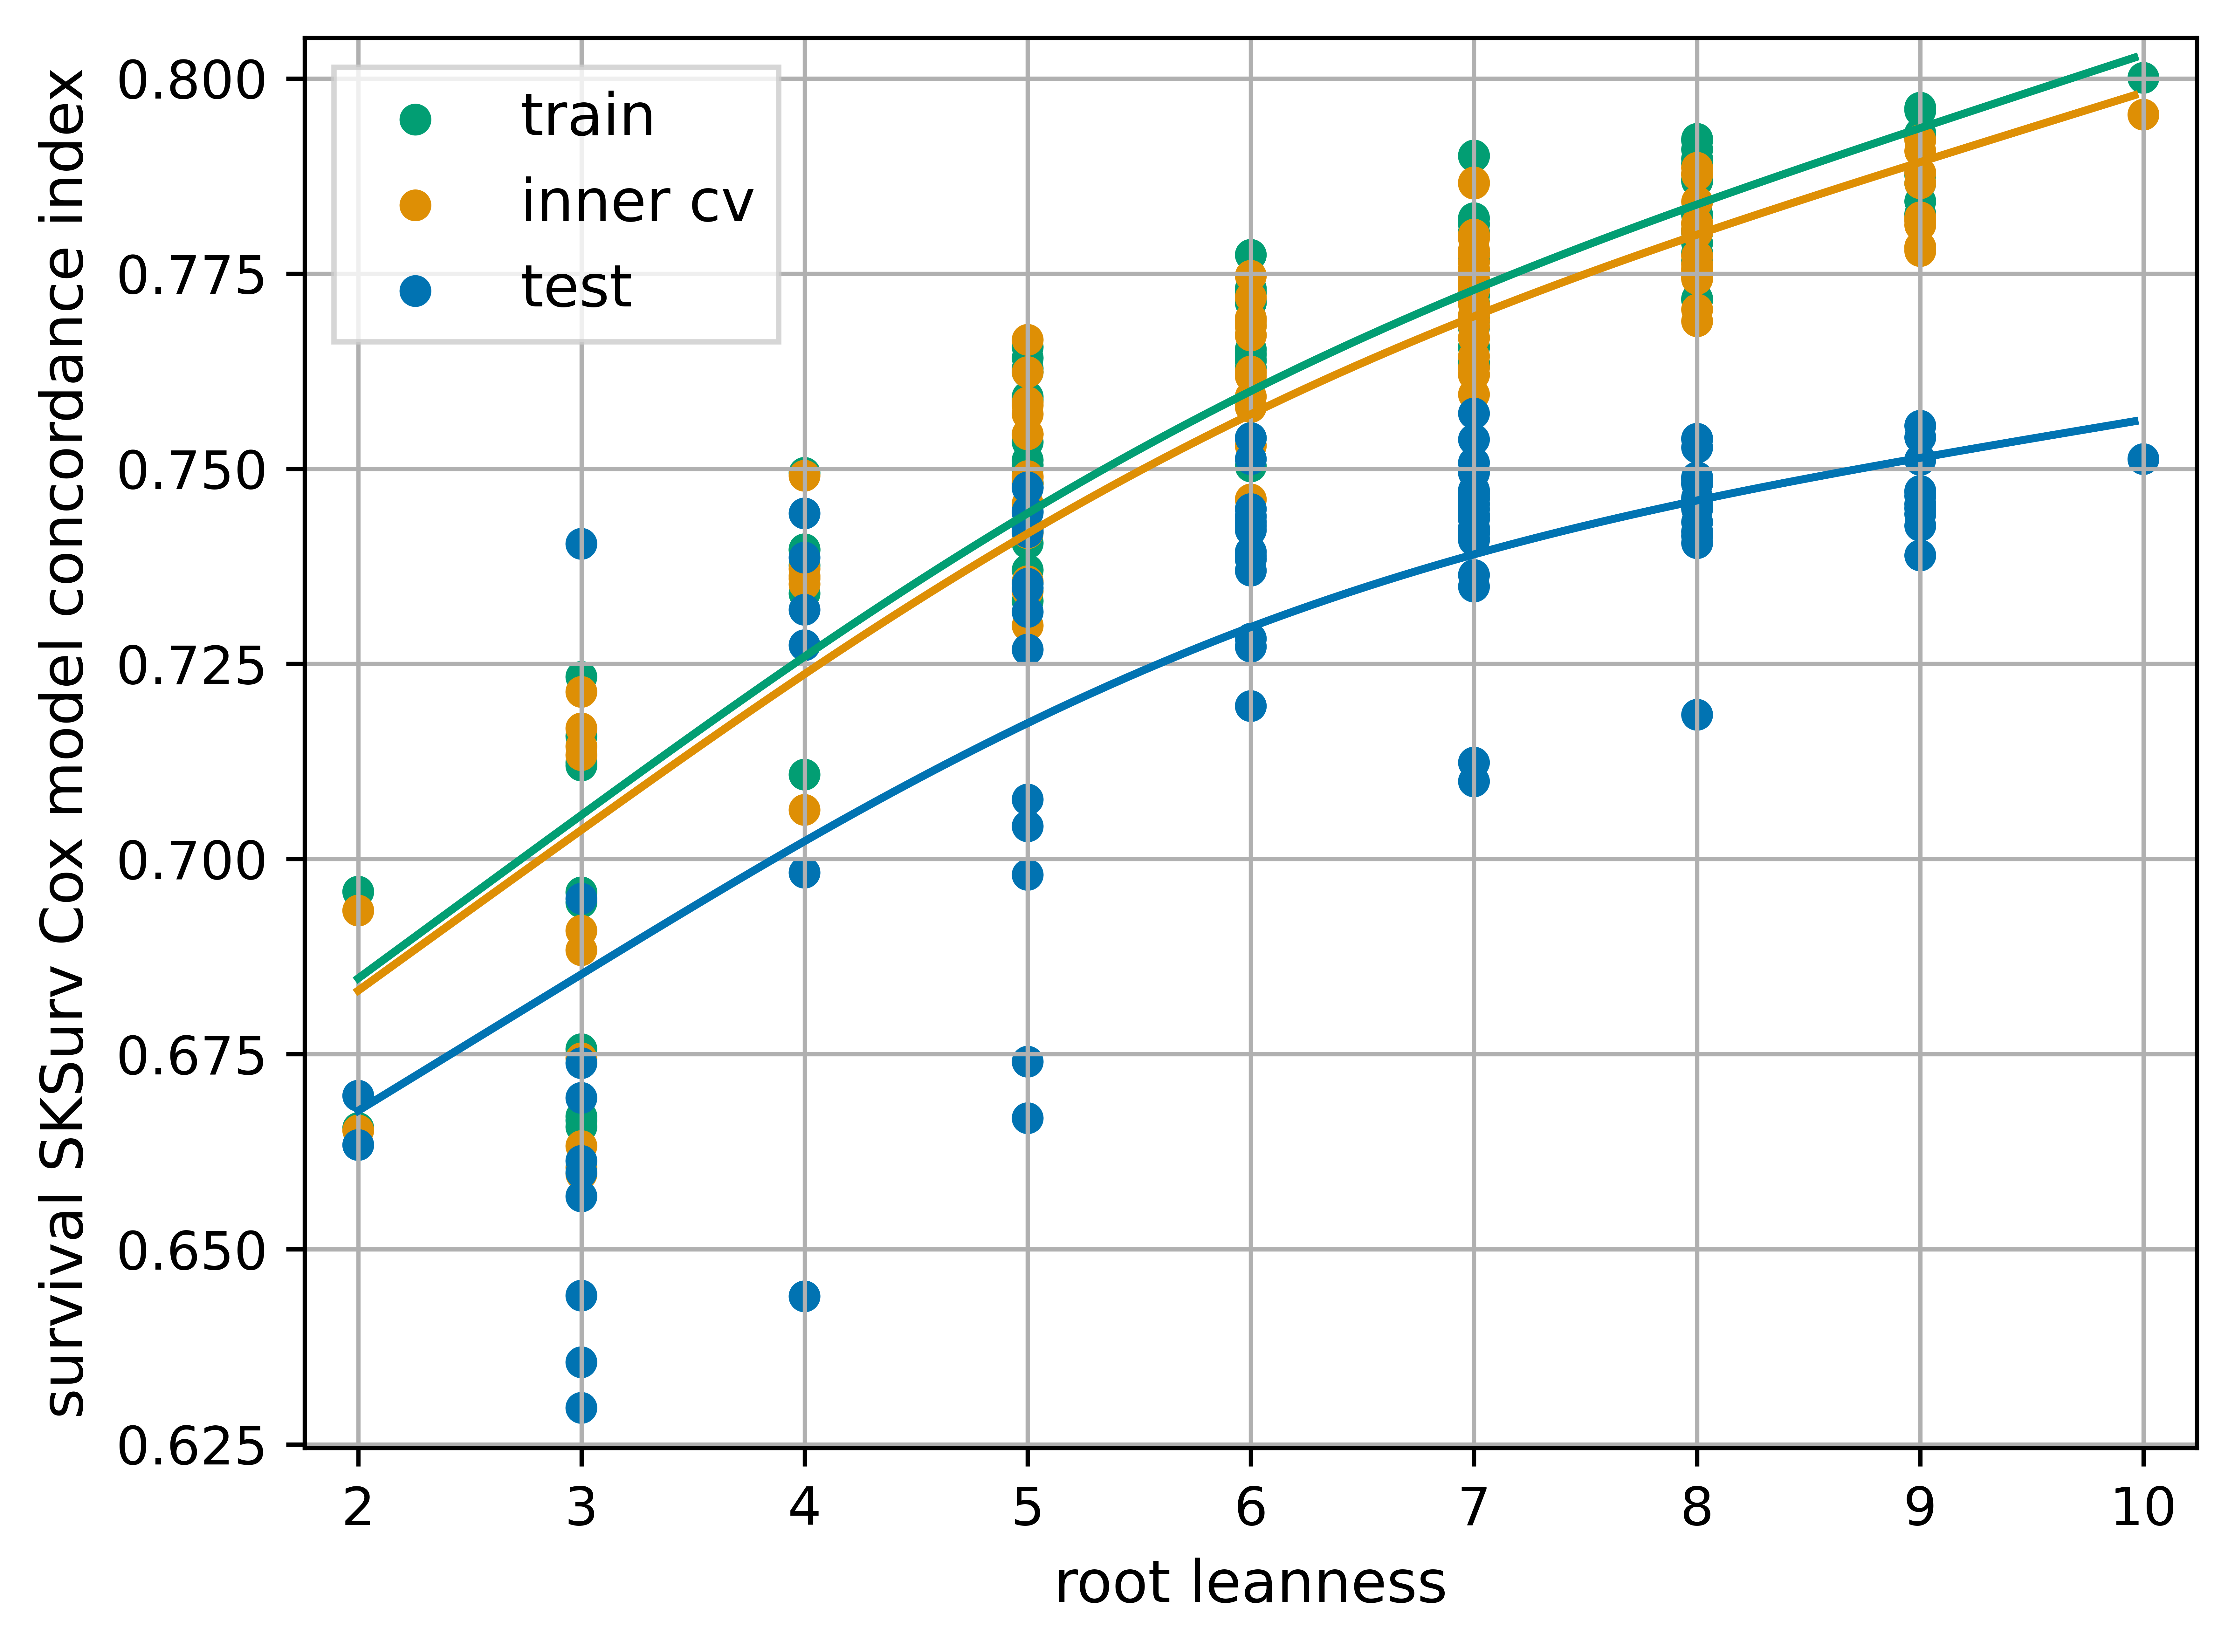 survival SKSurv Cox model concordance index
0.800
0.775
0.750
0.725
0.700
0.675
0.650
0.625
train
inner cv
test
2 3 4 5 6 7 8 9 10
root leanness